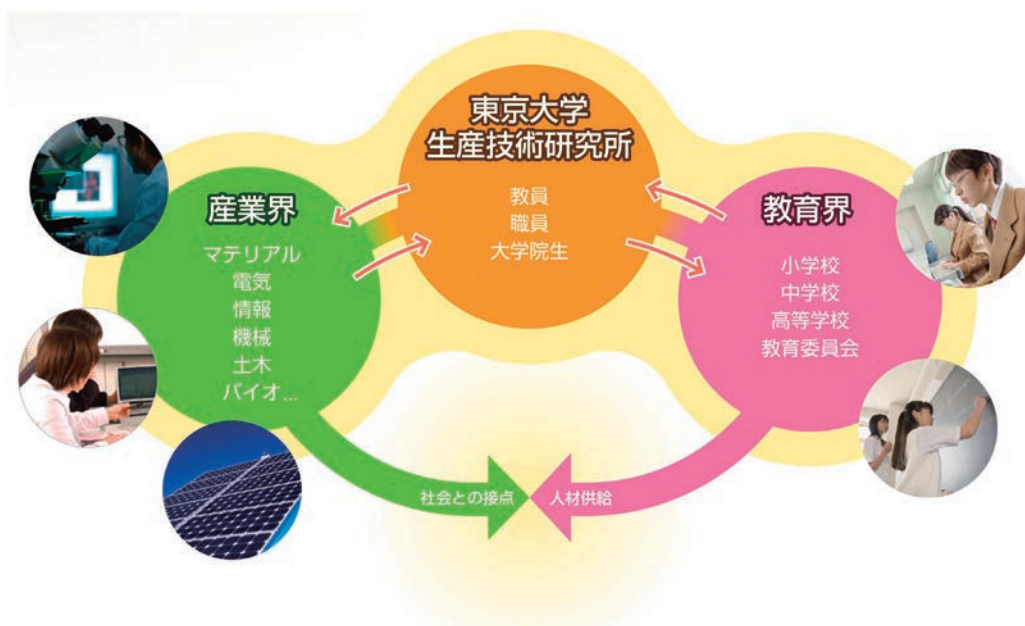 東京大学
生産技術研究所
教員
職員
大学院生
産業界
マテリアル
電気
情報
機械
土木
バイオ...
教育界
小学校
中学校
高等学校
教育委員会
社会との接点
人材供給